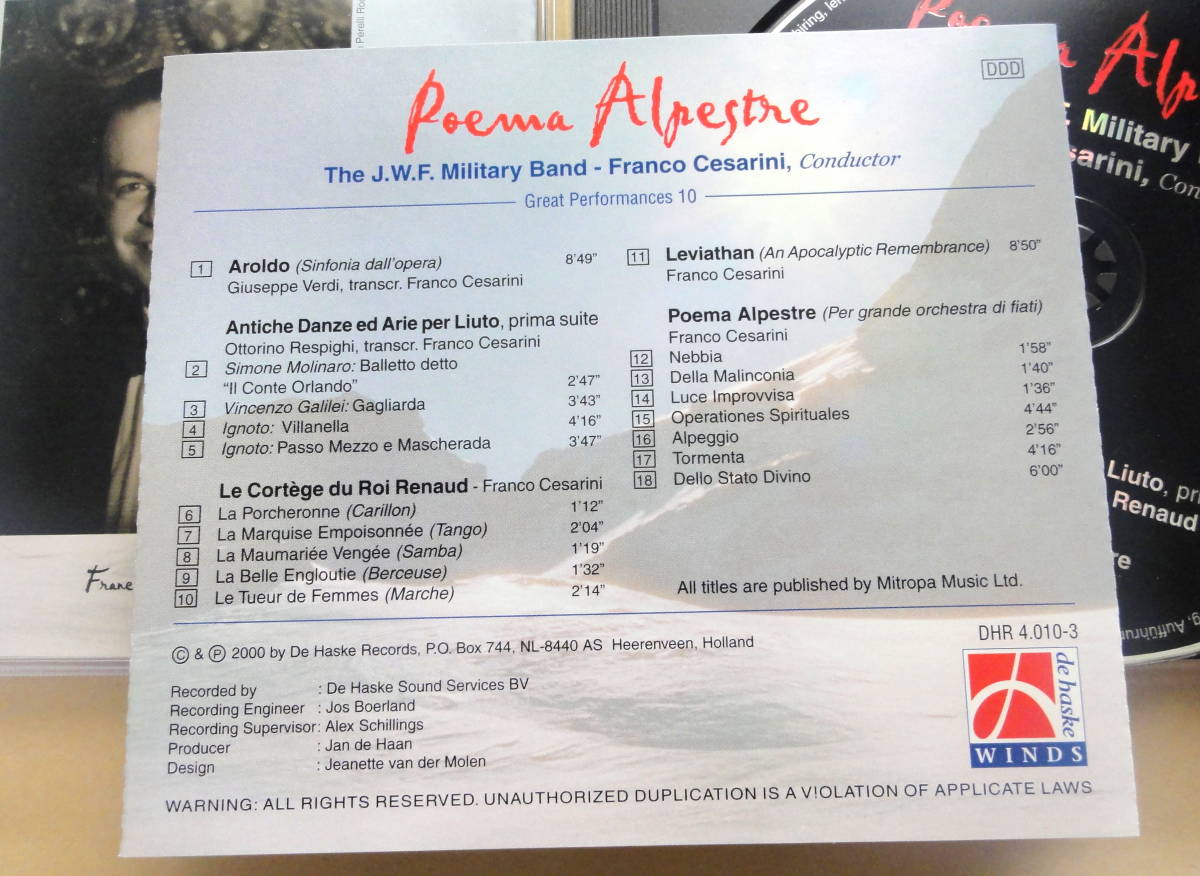 Poema Alpestre
DDD
The J.W.F. Military Band - Franco Cesarini, Conductor
Great Performances 10
1 Aroldo (Sinfonia dall'opera) 8'49"
Giuseppe Verdi, transcr. Franco Cesarini
Antiche Danze ed Arie per Liuto, prima suite
Ottorino Respighi, transcr. Franco Cesarini
2 Simone Molinaro: Balletto detto
"Il Conte Orlando" 2'47"
3 Vincenzo Galilei: Gagliarda 3'43"
4 Ignoto: Villanella 4'16"
5 Ignoto: Passo Mezzo e Mascherada 3'47"
Le Cortège du Roi Renaud - Franco Cesarini
6 La Porcheronne (Carillon) 1'12"
7 La Marquise Empoisonnée (Tango) 2'04"
8 La Maumariée Vengée (Samba) 1'19"
9 La Belle Engloutie (Berceuse) 1'32"
10 Le Tueur de Femmes (Marche) 2'14"
11 Leviathan (An Apocalyptic Remembrance) 8'50"
Franco Cesarini
Poema Alpestre (Per grande orchestra di fiati)
Franco Cesarini
12 Nebbia 1'58"
13 Della Malinconia 1'40"
14 Luce Improvvisa 1'36"
15 Operationes Spirituales 4'44"
16 Alpeggio 2'56"
17 Tormenta 4'16"
18 Dello Stato Divino 6'00"
All titles are published by Mitropa Music Ltd.
© & ℗ 2000 by De Haske Records, P.O. Box 744, NL-8440 AS Heerenveen, Holland
Recorded by : De Haske Sound Services BV
Recording Engineer : Jos Boerland
Recording Supervisor : Alex Schillings
Producer : Jan de Haan
Design : Jeanette van der Molen
DHR 4.010-3
de haske
WINDS
WARNING: ALL RIGHTS RESERVED. UNAUTHORIZED DUPLICATION IS A V!OLATION OF APPLICATE LAWS
Poema
Alp
Military
sarini, Con
Liuto, pri
Renaud
re
Franc